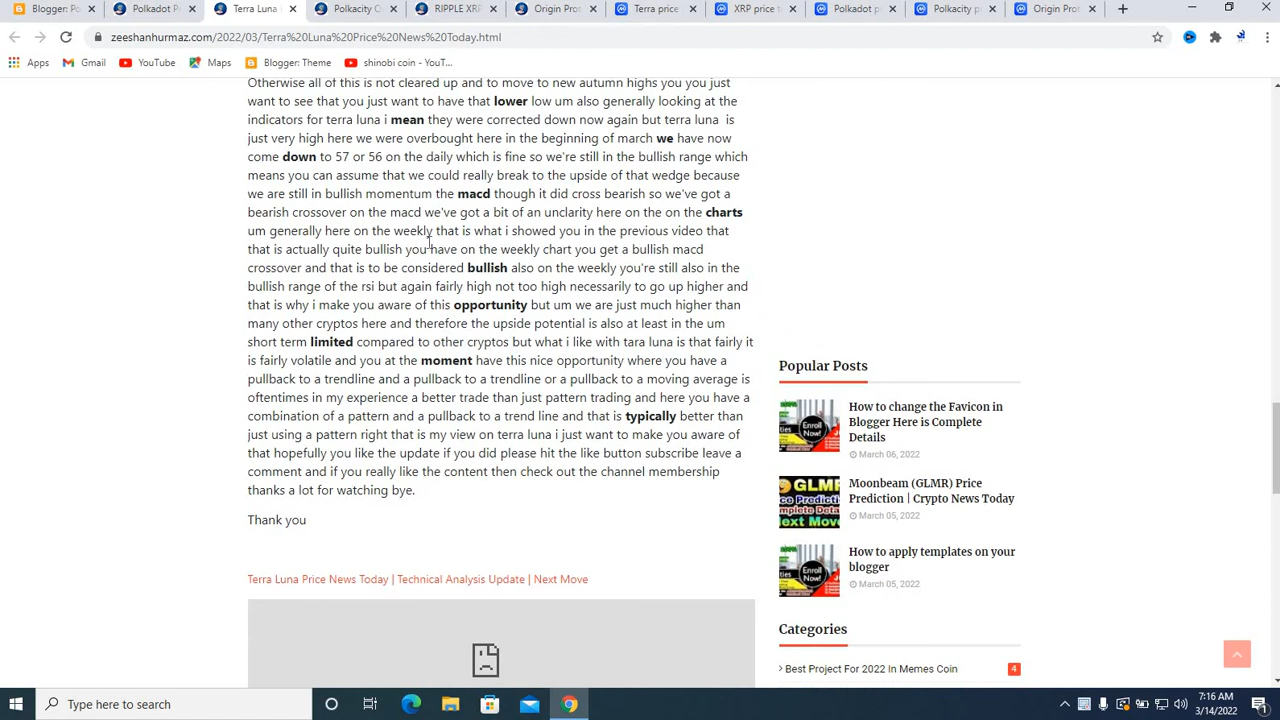 Blogger: Po
Polkadot P
Terra Luna
Polkacity C
RIPPLE XRP
Origin Prot
Terra price
XRP price t
Polkadot p
Polkacity p
Origin Prot
zeeshanhurmaz.com/2022/03/Terra%20Luna%20Price%20News%20Today.html
Apps
Gmail
YouTube
Maps
Blogger: Theme
shinobi coin - YouT...
Otherwise all of this is not cleared up and to move to new autumn highs you you just
want to see that you just want to have that lower low um also generally looking at the
indicators for terra luna i mean they were corrected down now again but terra luna is
just very high here we were overbought here in the beginning of march we have now
come down to 57 or 56 on the daily which is fine so we're still in the bullish range which
means you can assume that we could really break to the upside of that wedge because
we are still in bullish momentum the macd though it did cross bearish so we've got a
bearish crossover on the macd we've got a bit of an unclarity here on the on the charts
um generally here on the weekly that is what i showed you in the previous video that
that is actually quite bullish you have on the weekly chart you get a bullish macd
crossover and that is to be considered bullish also on the weekly you're still also in the
bullish range of the rsi but again fairly high not too high necessarily to go up higher and
that is why i make you aware of this opportunity but um we are just much higher than
many other cryptos here and therefore the upside potential is also at least in the um
short term limited compared to other cryptos but what i like with tara luna is that fairly it
is fairly volatile and you at the moment have this nice opportunity where you have a
pullback to a trendline and a pullback to a trendline or a pullback to a moving average is
oftentimes in my experience a better trade than just pattern trading and here you have a
combination of a pattern and a pullback to a trend line and that is typically better than
just using a pattern right that is my view on terra luna i just want to make you aware of
that hopefully you like the update if you did please hit the like button subscribe leave a
comment and if you really like the content then check out the channel membership
thanks a lot for watching bye.
Thank you
Terra Luna Price News Today | Technical Analysis Update | Next Move
Popular Posts
Enroll
Now!
How to change the Favicon in
Blogger Here is Complete
Details
March 06, 2022
GLMR
Moonbeam (GLMR) Price
Prediction | Crypto News Today
March 05, 2022
Enroll
Now!
How to apply templates on your
blogger
March 05, 2022
Categories
Best Project For 2022 In Memes Coin
4
Type here to search
7:16 AM
3/14/2022